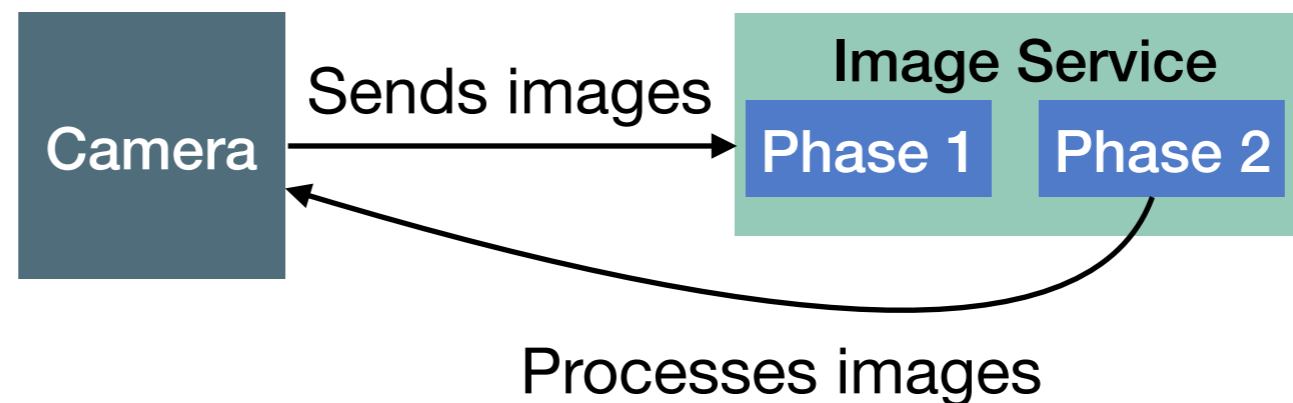 Image Service
Sends images
Camera
Phase 1
Phase 2
Processes images